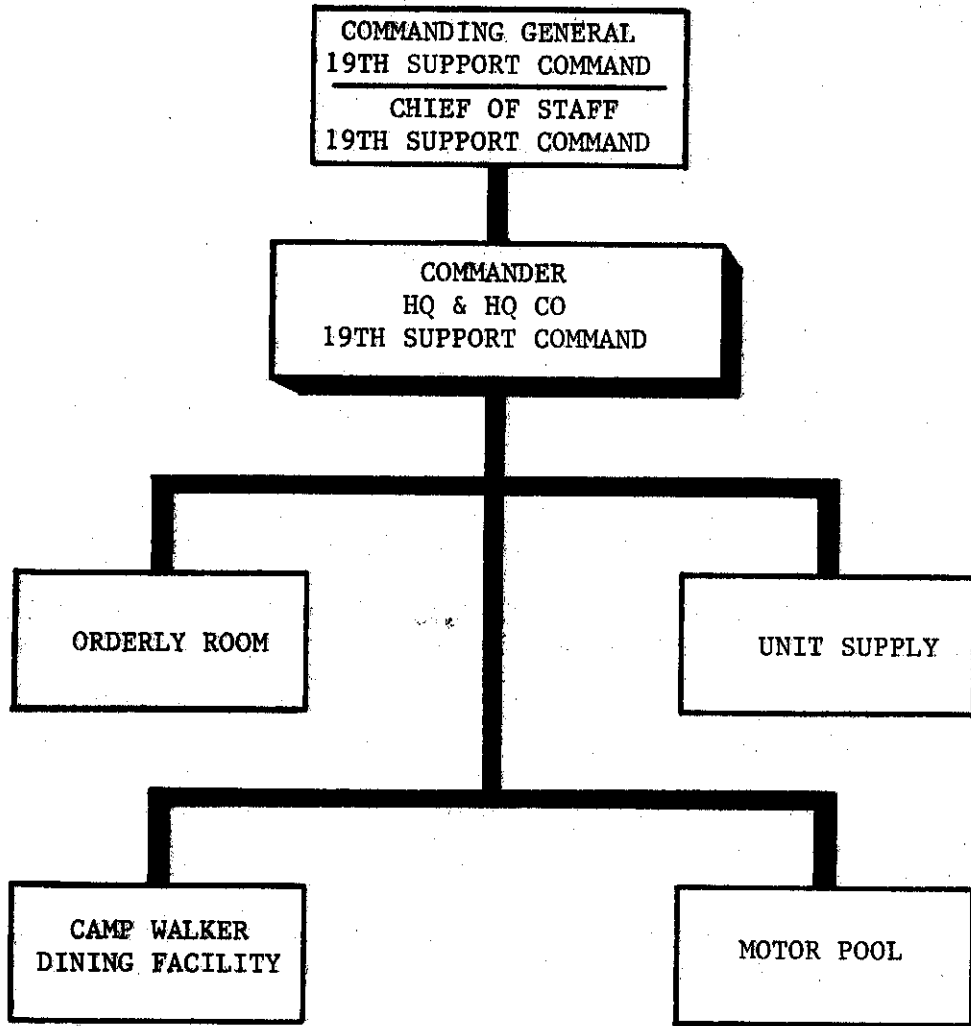 COMMANDING GENERAL
19TH SUPPORT COMMAND
CHIEF OF STAFF
19TH SUPPORT COMMAND
COMMANDER
HQ & HQ CO
19TH SUPPORT COMMAND
ORDERLY ROOM
UNIT SUPPLY
CAMP WALKER
DINING FACILITY
MOTOR POOL